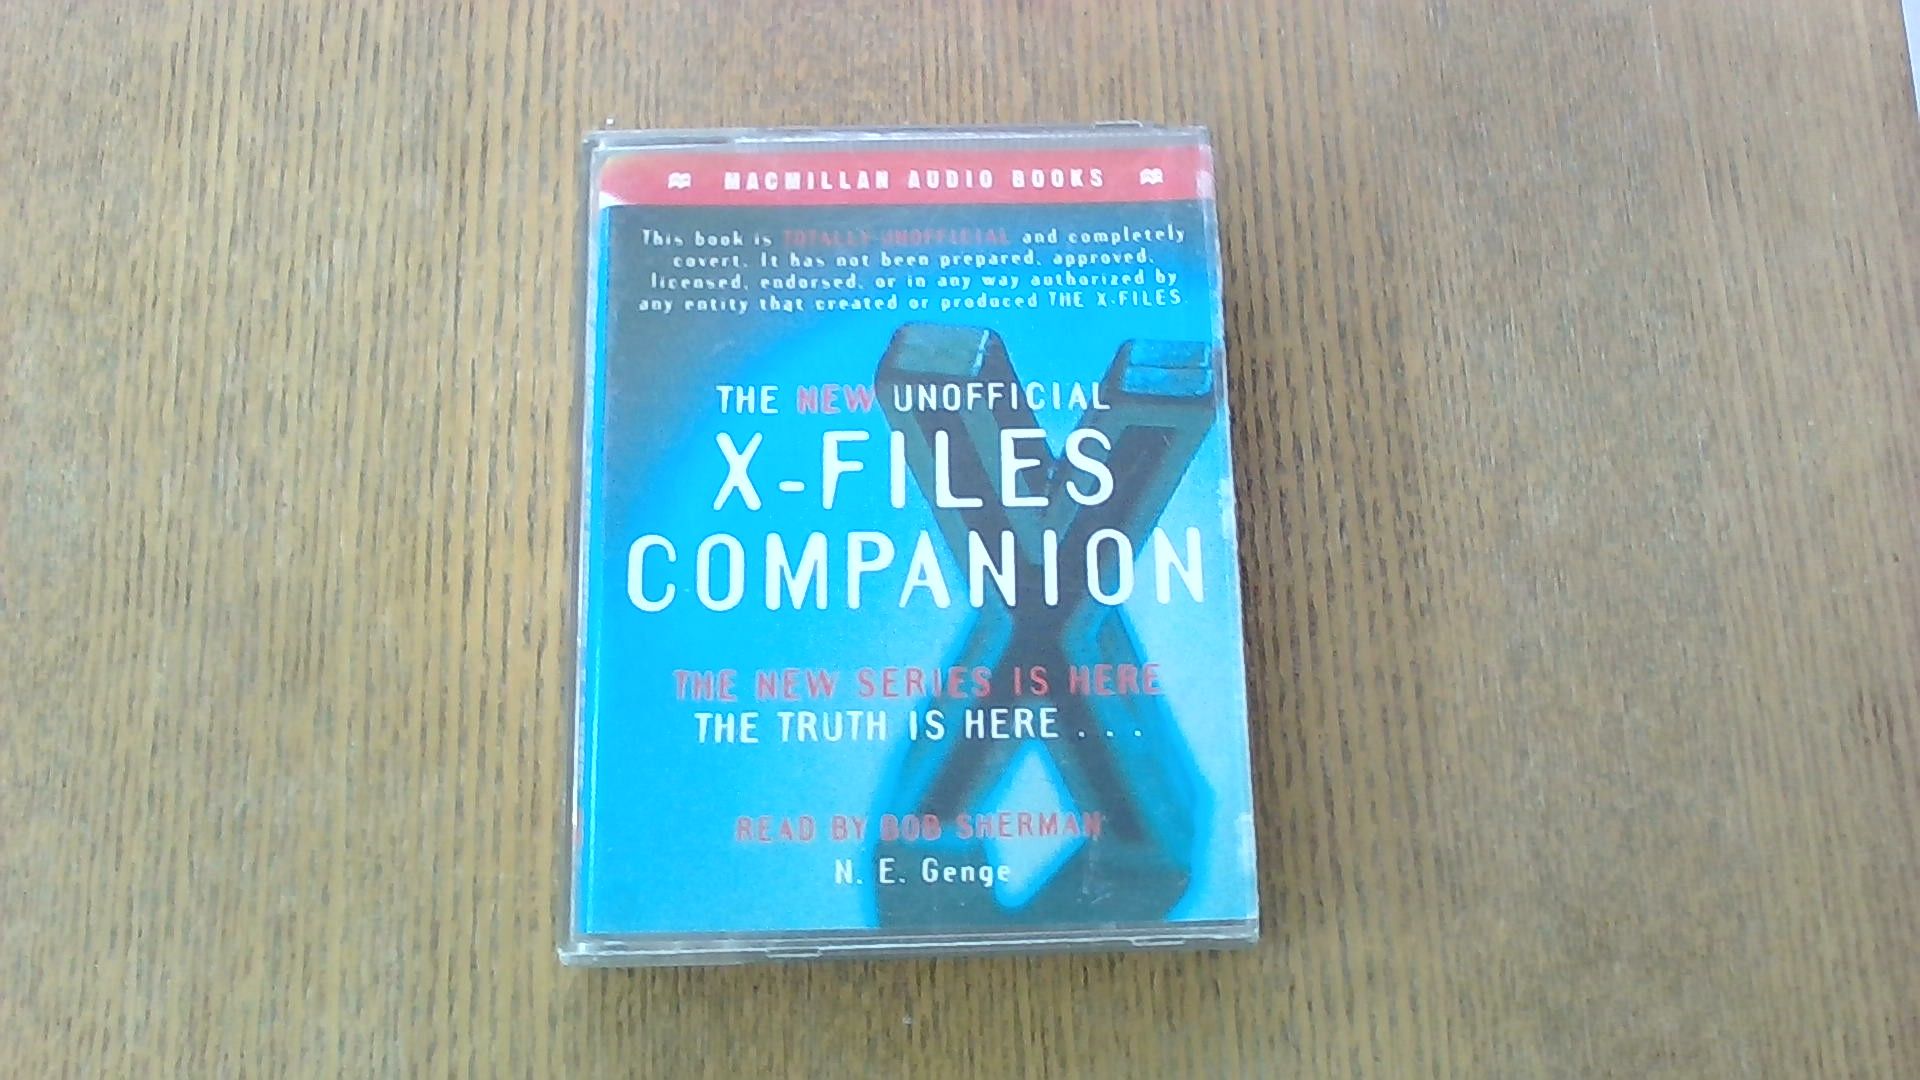 MACMILLAN AUDIO BOOKS
This book is TOTALLY UNOFFICIAL and completely
covert. It has not been prepared, approved,
licensed, endorsed, or in any way authorized by
any entity that created or produced THE X-FILES
THE NEW UNOFFICIAL
X-FILES
COMPANION
THE NEW SERIES IS HERE
THE TRUTH IS HERE . . .
READ BY BOB SHERMAN
N. E. Genge